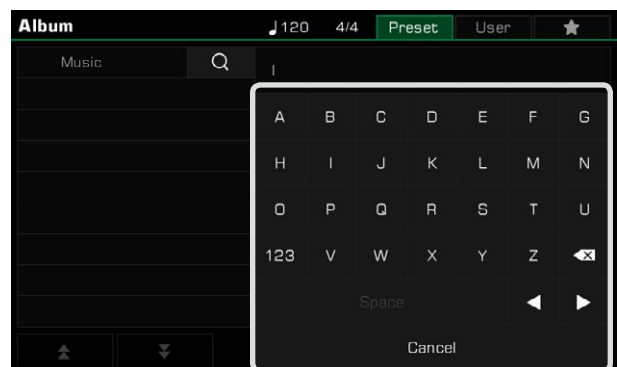 Album 120 4/4 Preset User
Music
A B C D E F G
H I J K L M N
O P Q R S T U
123 V W X Y Z
Space
Cancel